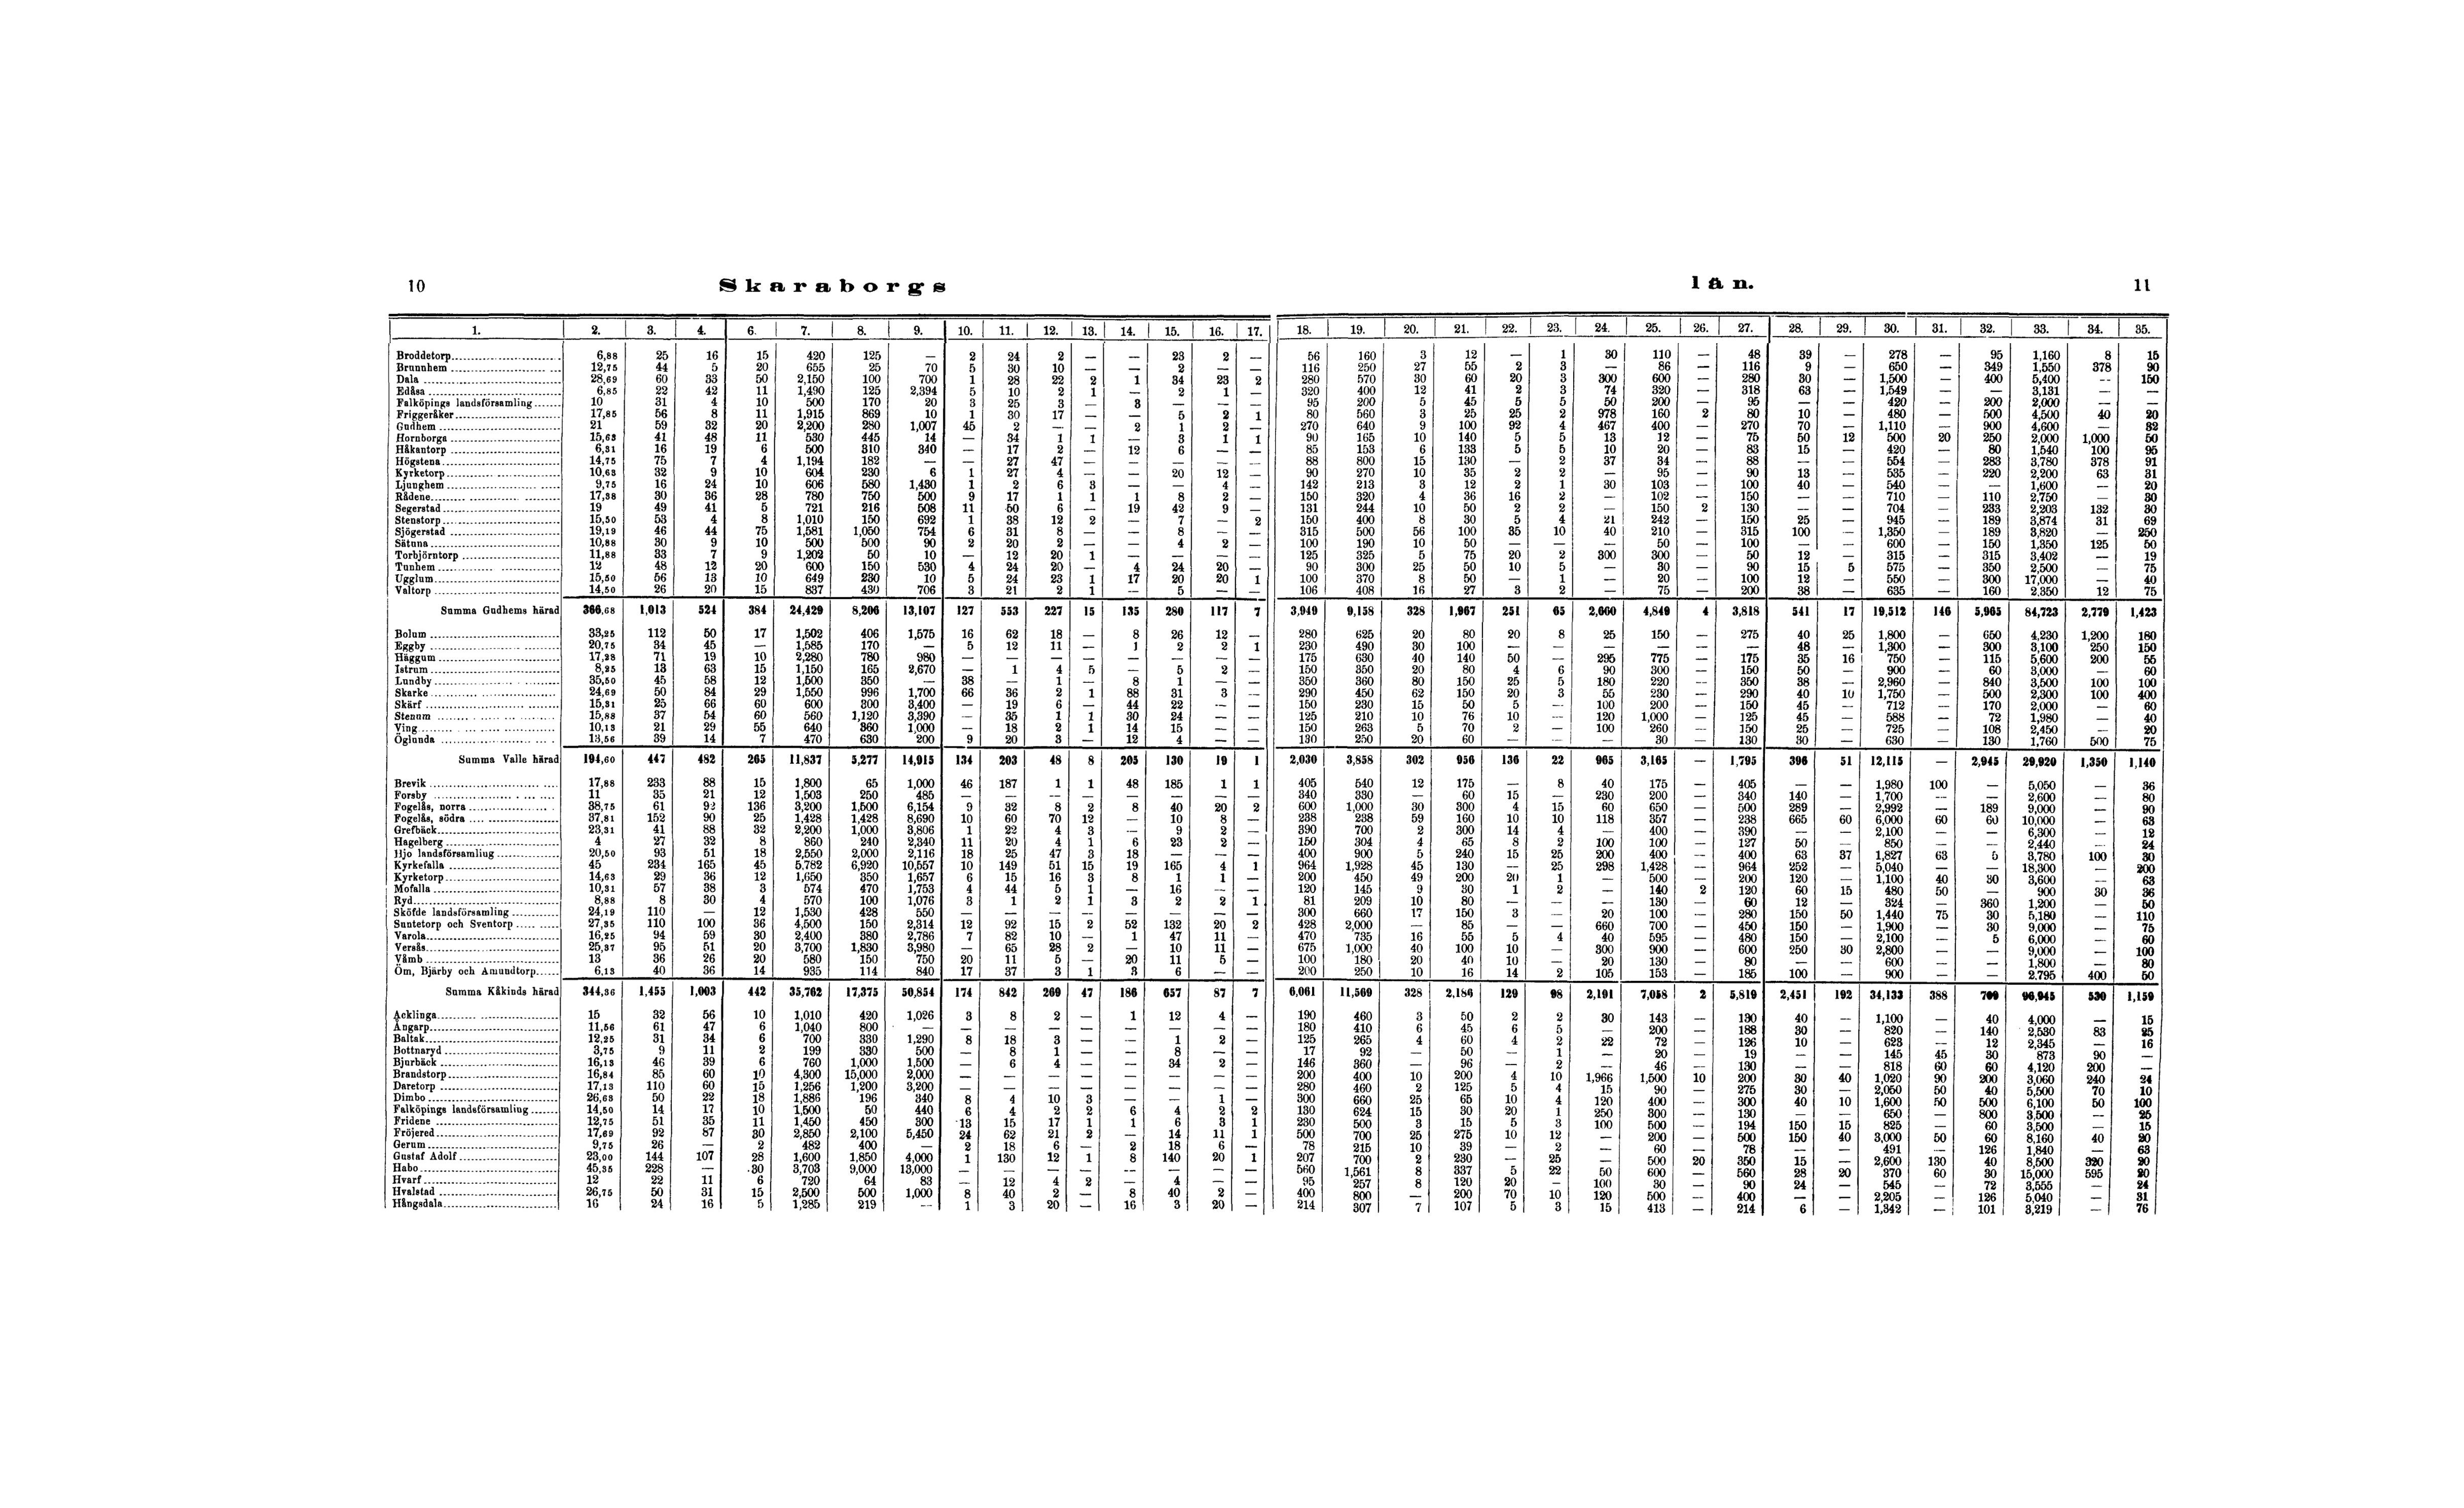 10 Skaraborgs län. 11
1. 2. 3. 4. 6. 7. 8. 9. 10. 11. 12. 13. 14. 15. 16. 17. 18. 19. 20. 21. 22. 23. 24. 25. 26. 27. 28. 29. 30. 31. 32. 33. 34. 35.
Broddetorp 6,88 25 16 15 420 125 — 2 24 2 — — 23 2 — 56 160 3 12 — 1 30 110 — 48 39 — 278 — 95 1,160 8 15
Brunnhem 12,75 44 5 20 655 25 70 5 30 10 — — 2 — — 116 250 27 55 2 3 — 86 — 116 9 — 650 — 349 1,550 378 90
Dala 28,69 60 33 50 2,150 100 700 1 28 22 2 1 34 23 2 280 570 30 60 20 3 300 600 — 280 30 — 1,500 — 400 5,400 — 150
Edåsa 6,85 22 42 11 1,490 125 2,394 5 10 2 1 — 2 1 — 320 400 12 41 2 3 74 320 — 318 63 — 1,549 — — 3,131 — —
Falköpings landsförsamling 10 31 4 10 500 170 20 3 25 3 — 3 — — — 95 200 5 45 5 5 50 200 — 95 — — 420 — 200 2,000 — —
Friggeråker 17,85 56 8 11 1,915 869 10 1 30 17 — — 5 2 1 80 560 3 25 25 2 978 160 2 80 10 — 480 — 500 4,500 40 20
Gudhem 21 59 32 20 2,200 280 1,007 45 2 — — 2 1 2 — 270 640 9 100 92 4 467 400 — 270 70 — 1,110 — 900 4,600 — 82
Hornborga 15,63 41 48 11 530 445 14 — 34 1 1 — 3 1 1 90 165 10 140 5 5 13 12 — 75 50 12 500 20 250 2,000 1,000 50
Håkantorp 6,31 16 19 6 500 310 340 — 17 2 — 12 6 — — 85 153 6 133 5 5 10 20 — 83 15 — 420 — 80 1,540 100 95
Högstena 14,75 75 7 4 1,194 182 — — 27 47 — — — — — 88 800 15 130 — 2 37 34 — 88 — — 554 — 283 3,780 378 91
Kyrketorp 10,63 32 9 10 604 230 6 1 27 4 — — 20 12 — 90 270 10 35 2 2 — 95 — 90 13 — 535 — 220 2,200 63 31
Ljunghem 9,75 16 24 10 606 580 1,430 1 2 6 3 — — 4 — 142 213 3 12 2 1 30 103 — 100 40 — 540 — — 1,600 — 20
Rådene 17,38 30 36 28 780 750 500 9 17 1 1 1 8 2 — 150 320 4 36 16 2 — 102 — 150 — — 710 — 110 2,750 — 30
Segerstad 19 49 41 5 721 216 508 11 50 6 — 19 42 9 — 131 244 10 50 2 2 — 150 2 130 — — 704 — 233 2,203 132 30
Stenstorp 15,50 53 4 8 1,010 150 692 1 38 12 2 — 7 — 2 150 400 8 30 5 4 21 242 — 150 25 — 945 — 189 3,874 31 69
Sjögerstad 19,19 46 44 75 1,581 1,050 754 6 31 8 — — 8 — — 315 500 56 100 35 10 40 210 — 315 100 — 1,350 — 189 3,820 — 250
Sätuna 10,88 30 9 10 500 500 90 2 20 2 — — 4 2 — 100 190 10 50 — — — 50 — 100 — — 600 — 150 1,350 125 50
Torbjörntorp 11,88 33 7 9 1,202 50 10 — 12 20 1 — — — — 125 325 5 75 20 2 300 300 — 50 12 — 315 — 315 3,402 — 19
Tunhem 12 48 12 20 600 150 530 4 24 20 — 4 24 20 — 90 300 25 50 10 5 — 30 — 90 15 5 575 — 350 2,500 — 75
Ugglum 15,50 56 13 10 649 230 10 5 24 23 1 17 20 20 1 100 370 8 50 — 1 — 20 — 100 12 — 550 — 300 17,000 — 40
Valtorp 14,50 26 20 15 837 430 706 3 21 2 1 — 5 — — 106 408 16 27 3 2 — 75 — 200 38 — 635 — 160 2,350 12 75
Summa Gudhems härad 366,68 1,013 524 384 24,429 8,206 13,107 127 553 227 15 135 280 117 7 3,949 9,158 328 1,967 251 65 2,660 4,849 4 3,818 541 17 19,512 146 5,965 84,723 2,779 1,423
Bolum 33,25 112 50 17 1,502 406 1,575 16 62 18 — 8 26 12 — 280 625 20 80 20 8 25 150 — 275 40 25 1,800 — 650 4,230 1,200 160
Eggby 20,75 34 45 — 1,585 170 — 5 12 11 — 1 2 2 1 230 490 30 100 — — — — — — 48 — 1,300 — 300 3,100 250 150
Häggum 17,28 71 19 10 2,280 780 980 — — — — — — — — 175 630 40 140 50 — 295 775 — 175 35 16 750 — 115 5,600 200 55
Istrum 8,25 13 63 15 1,150 165 2,670 — 1 4 5 — 5 2 — 150 350 20 80 4 6 90 300 — 150 50 — 900 — 60 3,000 — 60
Lundby 35,50 45 58 12 1,500 350 — 38 — 1 — 8 1 — — 350 360 80 150 25 5 180 220 — 350 38 — 2,960 — 840 3,500 100 100
Skarke 24,69 50 84 29 1,550 996 1,700 66 36 2 1 88 31 3 — 290 450 62 150 20 3 55 230 — 290 40 10 1,750 — 500 2,300 100 400
Skärf 15,31 25 66 60 600 300 3,400 — 19 6 — 44 22 — — 150 230 15 50 5 — 100 200 — 150 45 — 712 — 170 2,000 — 60
Stenum 15,88 37 54 60 560 1,120 3,390 — 35 1 1 30 24 — — 125 210 10 76 10 — 120 1,000 — 125 45 — 588 — 72 1,980 — 40
Ving 10,13 21 29 55 640 360 1,000 — 18 2 1 14 15 — — 150 263 5 70 2 — 100 260 — 150 25 — 725 — 108 2,450 — 20
Öglunda 13,56 39 14 7 470 630 200 9 20 3 — 12 4 — — 130 250 20 60 — — — 30 — 130 30 — 630 — 130 1,760 500 75
Summa Valle härad 194,60 447 482 265 11,837 5,277 14,915 134 203 48 8 205 130 19 1 2,030 3,858 302 956 136 22 965 3,165 — 1,795 396 51 12,115 — 2,945 29,920 1,350 1,140
Brevik 17,88 233 88 15 1,800 65 1,000 46 187 1 1 48 185 1 1 405 540 12 175 — 8 40 175 — 405 — — 1,980 100 — 5,050 — 36
Forsby 11 35 21 12 1,503 250 485 — — — — — — — — 340 330 — 60 15 — 230 200 — 340 140 — 1,700 — — 2,600 — 80
Fogelås, norra 38,75 61 92 136 3,200 1,500 6,154 9 32 8 2 8 40 20 2 600 1,000 30 300 4 15 60 650 — 500 289 — 2,992 — 189 9,000 — 90
Fogelås, södra 37,81 152 90 25 1,428 1,428 8,690 10 60 70 12 — 10 8 — 238 238 59 160 10 10 118 357 — 238 665 60 6,000 60 60 10,000 — 63
Grefbäck 23,31 41 88 32 2,200 1,000 3,806 1 22 4 3 — 9 2 — 390 700 2 300 14 4 — 400 — 390 — — 2,100 — — 6,300 — 12
Hagelberg 4 27 32 8 860 240 2,340 11 20 4 1 6 23 2 — 150 304 4 65 8 2 100 100 — 127 50 — 850 — — 2,440 — 24
Hjo landsförsamling 20,50 93 51 18 2,550 2,000 2,116 18 25 47 3 18 — — — 400 900 5 240 15 25 200 400 — 400 63 37 1,827 63 5 3,780 100 30
Kyrkefalla 45 234 165 45 5,782 6,920 10,557 10 149 51 15 19 165 4 1 964 1,928 45 130 — 25 298 1,428 — 964 252 — 5,040 — — 18,300 — 200
Kyrketorp 14,63 29 36 12 1,650 350 1,657 6 15 16 3 8 1 1 — 200 450 49 200 20 1 — 500 — 200 120 — 1,100 40 30 3,600 — 63
Mofalla 10,31 57 38 3 574 470 1,753 4 44 5 1 — 16 — — 120 145 9 30 1 2 — 140 2 120 60 15 480 50 — 900 30 36
Ryd 8,88 8 30 4 570 100 1,076 3 1 2 1 3 2 2 1 81 209 10 80 — — — 130 — 60 12 — 324 — 360 1,200 — 50
Sköfde landsförsamling 24,19 110 — 12 1,530 428 550 — — — — — — — — 300 660 17 150 3 — 20 100 — 280 150 50 1,440 75 30 5,180 — 110
Suntetorp och Sventorp 27,35 110 100 36 4,500 150 2,314 12 92 15 2 52 132 20 2 428 2,000 — 85 — — 660 700 — 450 150 — 1,900 — 30 9,000 — 75
Varola 16,25 94 59 30 2,400 380 2,786 7 82 10 — 1 47 11 — 470 735 16 55 5 4 40 595 — 480 150 — 2,100 — 5 6,000 — 60
Versås 25,37 95 51 20 3,700 1,830 3,980 — 65 28 2 — 10 11 — 675 1,000 40 100 10 — 300 900 — 600 250 30 2,800 — — 9,000 — 100
Våmb 13 36 26 20 580 150 750 20 11 5 — 20 11 5 — 100 180 20 40 10 — 20 130 — 80 — — 600 — — 1,800 — 80
Öm, Bjärby och Amundtorp 6,13 40 36 14 935 114 840 17 37 3 1 3 6 — — 200 250 10 16 14 2 105 153 — 185 100 — 900 — — 2.795 400 50
Summa Kåkinds härad 344,36 1,455 1,003 442 35,762 17,375 50,854 174 842 269 47 186 657 87 7 6,061 11,569 328 2,186 129 98 2,191 7,058 2 5,819 2,451 192 34,133 388 709 96,945 530 1,159
Acklinga 15 32 56 10 1,010 420 1,026 3 8 2 — 1 12 4 — 190 460 3 50 2 2 30 143 — 130 40 — 1,100 — 40 4,000 — 15
Ångarp 11,56 61 47 6 1,040 800 — — — — — — — — — 180 410 6 45 6 5 — 200 — 188 30 — 820 — 140 2,530 83 25
Baltak 12,25 31 34 6 700 330 1,290 8 18 3 — — 1 2 — 125 265 4 60 4 2 22 72 — 126 10 — 623 — 12 2,345 — 16
Bottnaryd 3,75 9 11 2 199 330 500 — 8 1 — — 8 — — 17 92 — 50 — 1 — 20 — 19 — — 145 45 30 873 90 —
Bjurbäck 16,13 46 39 6 760 1,000 1,500 — 6 4 — — 34 2 — 146 360 — 96 — 2 — 46 — 130 — — 818 60 60 4,120 200 —
Brandstorp 16,84 85 60 10 4,300 15,000 2,000 — — — — — — — — 200 400 10 200 4 10 1,966 1,500 10 200 30 40 1,020 90 200 3,060 240 24
Daretorp 17,13 110 60 15 1,256 1,200 3,200 — — — — — — — — 280 460 2 125 5 4 15 90 — 275 30 — 2,050 50 40 5,500 70 10
Dimbo 26,68 50 22 18 1,886 196 340 8 4 10 3 — — 1 — 300 660 25 65 10 4 120 400 — 300 40 10 1,600 50 500 6,100 50 100
Falköpings landsförsamling 14,50 14 17 10 1,500 50 440 6 4 2 2 6 4 2 2 130 624 15 30 20 1 250 300 — 130 — — 650 — 800 3,500 — 25
Fridene 12,75 51 35 11 1,450 450 300 13 15 17 1 1 6 3 1 230 500 3 15 5 3 100 500 — 194 150 15 825 — 60 3,500 — 15
Fröjered 17,69 92 87 30 2,850 2,100 5,450 24 62 21 2 — 14 11 1 500 700 25 275 10 12 — 200 — 500 150 40 3,000 50 60 8,160 40 20
Gerum 9,75 26 — 2 482 400 — 2 18 6 — 2 18 6 — 78 215 10 39 — 2 — 60 — 78 — — 491 — 126 1,840 — 63
Gustaf Adolf 23,00 144 107 28 1,600 1,850 4,000 1 130 12 1 8 140 20 1 207 700 2 230 — 25 — 500 20 350 15 — 2,600 130 40 8,500 320 90
Habo 45,35 228 — 30 3,703 9,000 13,000 — — — — — — — — 560 1,561 8 337 5 22 50 600 — 560 28 20 370 60 30 15,000 595 80
Hvarf 12 22 11 6 720 64 83 — 12 4 2 — 4 — — 95 257 8 120 20 — 100 30 — 90 24 — 545 — 72 3,555 — 24
Hvalstad 26,75 50 31 15 2,500 500 1,000 8 40 2 — 8 40 2 — 400 800 — 200 70 10 120 500 — 400 — — 2,205 — 126 5,040 — 31
Hångsdala 16 24 16 5 1,285 219 — 1 3 20 — 16 3 20 — 214 307 7 107 5 3 15 413 — 214 6 — 1,342 — 101 3,219 — 76